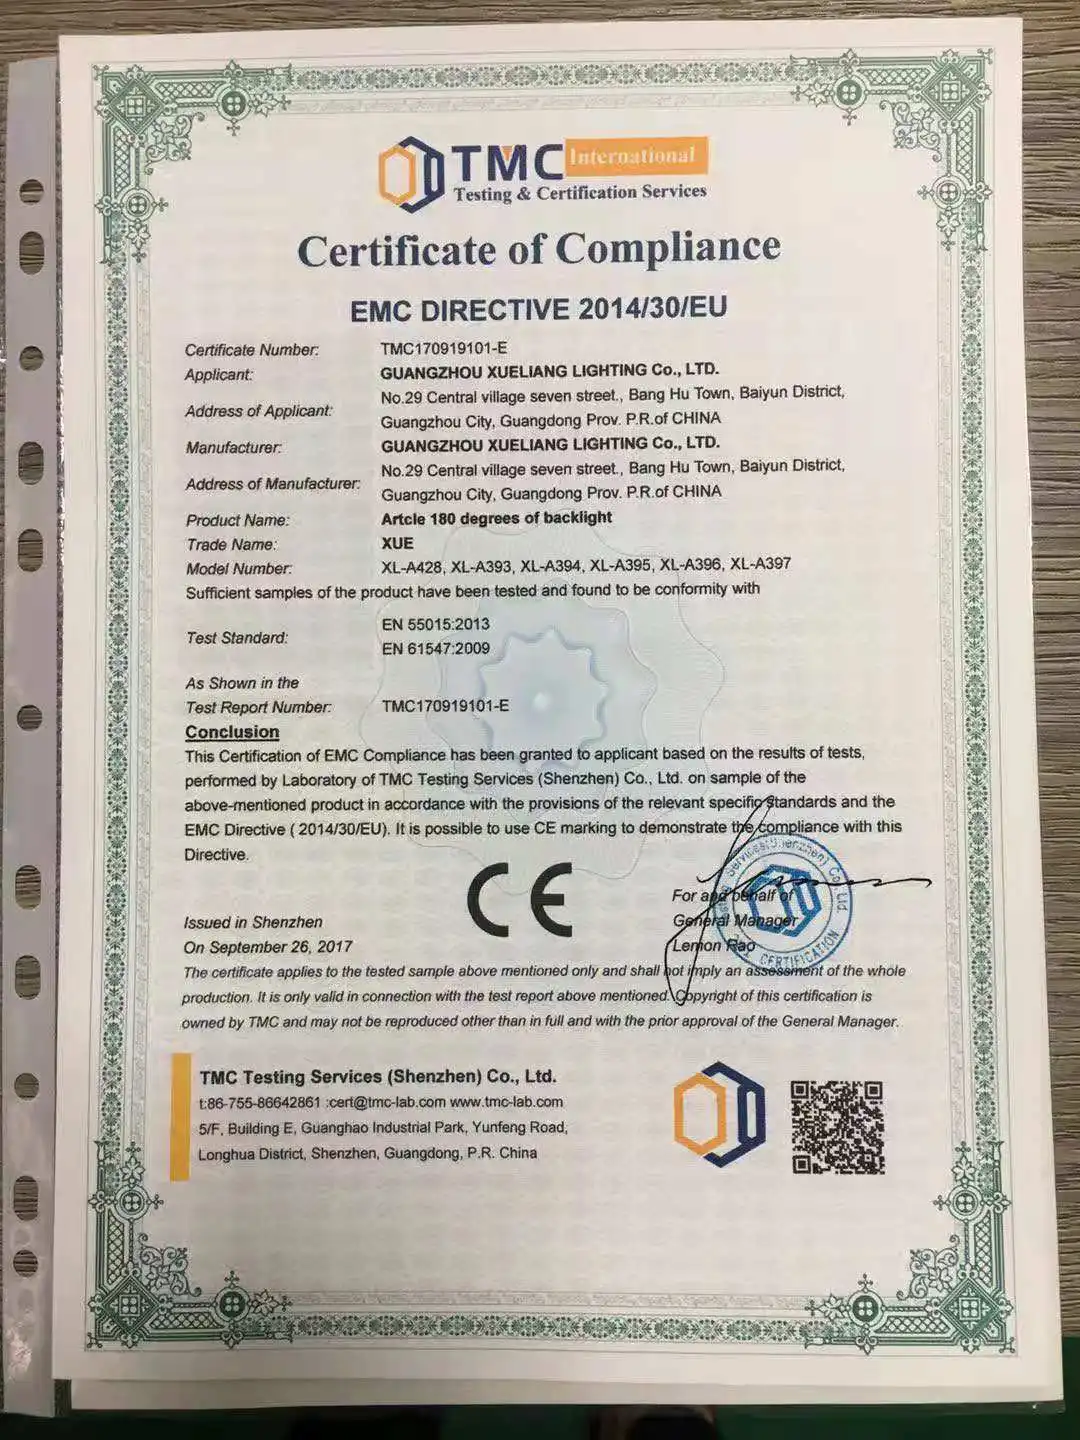 TMC International
Testing & Certification Services
Certificate of Compliance
EMC DIRECTIVE 2014/30/EU
Certificate Number: TMC170919101-E
Applicant: GUANGZHOU XUELIANG LIGHTING Co., LTD.
Address of Applicant: No.29 Central village seven street., Bang Hu Town, Baiyun District,
Guangzhou City, Guangdong Prov. P.R.of CHINA
Manufacturer: GUANGZHOU XUELIANG LIGHTING Co., LTD.
Address of Manufacturer: No.29 Central village seven street., Bang Hu Town, Baiyun District,
Guangzhou City, Guangdong Prov. P.R.of CHINA
Product Name: Artcle 180 degrees of backlight
Trade Name: XUE
Model Number: XL-A428, XL-A393, XL-A394, XL-A395, XL-A396, XL-A397
Sufficient samples of the product have been tested and found to be conformity with
Test Standard: EN 55015:2013
EN 61547:2009
As Shown in the
Test Report Number: TMC170919101-E
Conclusion
This Certification of EMC Compliance has been granted to applicant based on the results of tests,
performed by Laboratory of TMC Testing Services (Shenzhen) Co., Ltd. on sample of the
above-mentioned product in accordance with the provisions of the relevant specific standards and the
EMC Directive ( 2014/30/EU). It is possible to use CE marking to demonstrate the compliance with this
Directive.
CE
For and behalf of
General Manager
Lemon Rao
Services(Shenzhen) Co., Ltd
CERTIFICATION
Issued in Shenzhen
On September 26, 2017
The certificate applies to the tested sample above mentioned only and shall not imply an assessment of the whole
production. It is only valid in connection with the test report above mentioned. Copyright of this certification is
owned by TMC and may not be reproduced other than in full and with the prior approval of the General Manager.
TMC Testing Services (Shenzhen) Co., Ltd.
t:86-755-86642861 :cert@tmc-lab.com www.tmc-lab.com
5/F, Building E, Guanghao Industrial Park, Yunfeng Road,
Longhua District, Shenzhen, Guangdong, P.R. China